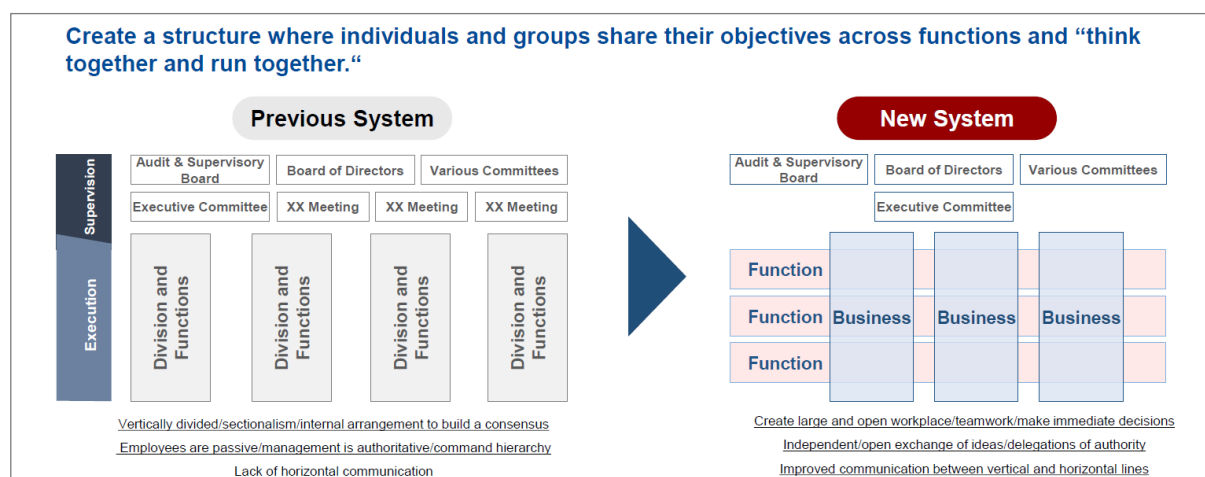 Create a structure where individuals and groups share their objectives across functions and “think
together and run together.“
Previous System
New System
Supervision
Execution
Audit & Supervisory
Board
Board of Directors
Various Committees
Executive Committee
XX Meeting
XX Meeting
XX Meeting
Division and
Functions
Division and
Functions
Division and
Functions
Division and
Functions
Vertically divided/sectionalism/internal arrangement to build a consensus
Employees are passive/management is authoritative/command hierarchy
Lack of horizontal communication
Audit & Supervisory
Board
Board of Directors
Various Committees
Executive Committee
Function
Function
Function
Business
Business
Business
Create large and open workplace/teamwork/make immediate decisions
Independent/open exchange of ideas/delegations of authority
Improved communication between vertical and horizontal lines